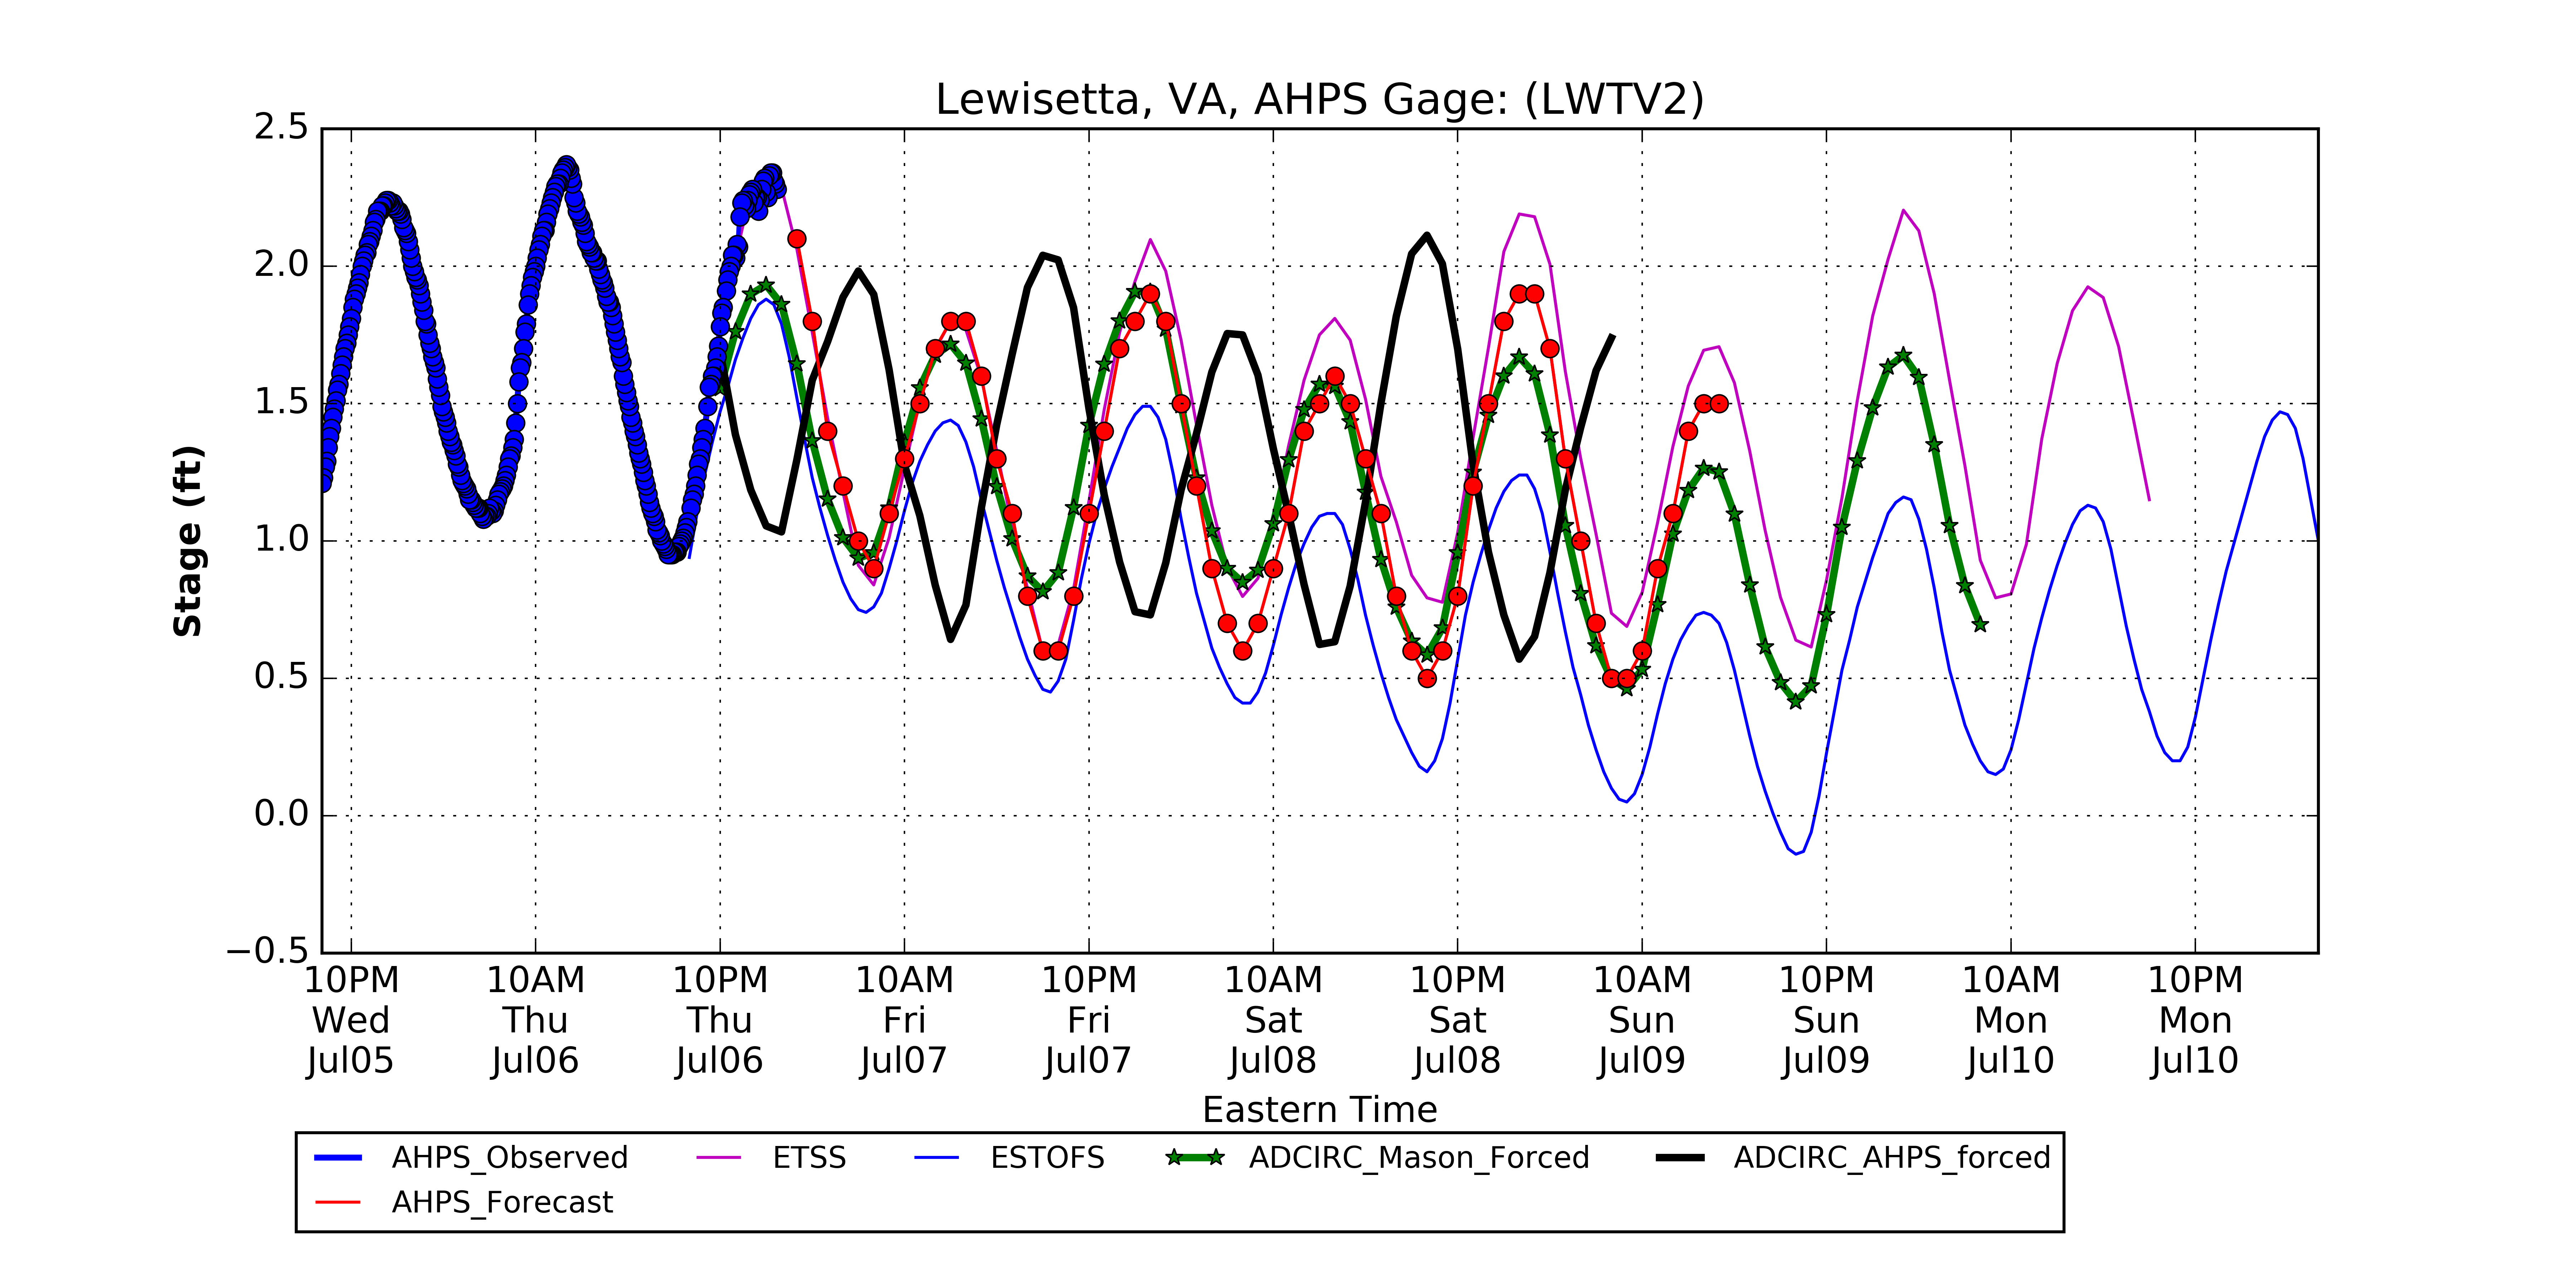 Lewisetta, VA, AHPS Gage: (LWTV2)
2.5
2.0
1.5
1.0
0.5
0.0
−0.5
Stage (ft)
10PM 10AM 10PM 10AM 10PM 10AM 10PM 10AM 10PM 10AM 10PM
Wed Thu Thu Fri Fri Sat Sat Sun Sun Mon Mon
Jul05 Jul06 Jul06 Jul07 Jul07 Jul08 Jul08 Jul09 Jul09 Jul10 Jul10
Eastern Time
AHPS_Observed ETSS ESTOFS ADCIRC_Mason_Forced ADCIRC_AHPS_forced
AHPS_Forecast